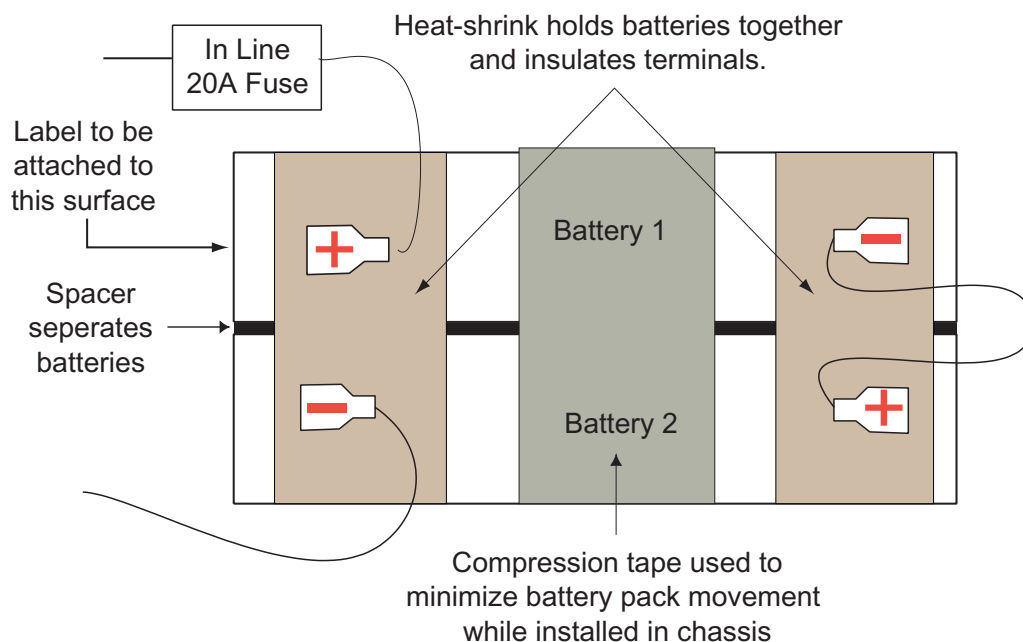 Heat-shrink holds batteries together
and insulates terminals.
In Line
20A Fuse
Label to be
attached to
this surface
Battery 1
Spacer
seperates
batteries
Battery 2
Compression tape used to
minimize battery pack movement
while installed in chassis